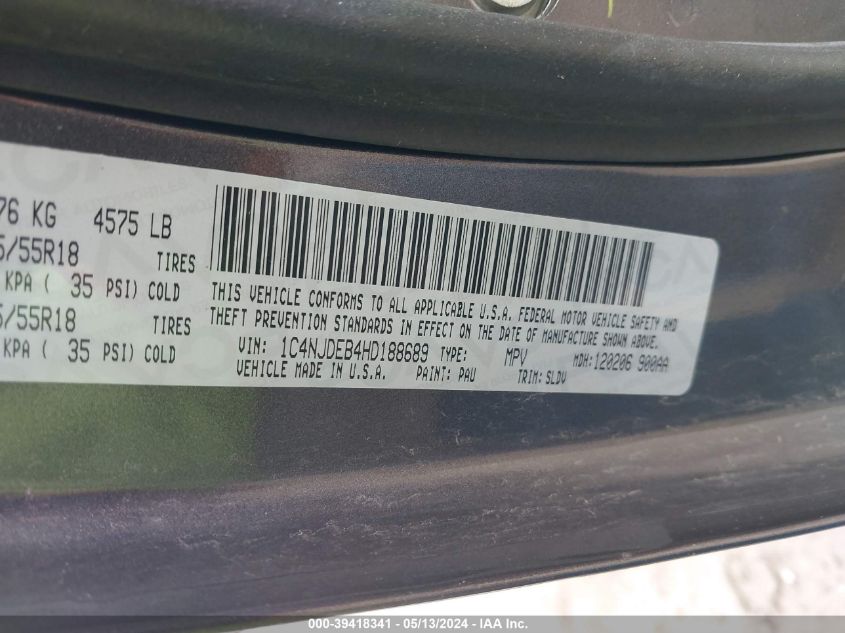 76 KG 4575 LB
5/55R18 TIRES
KPA ( 35 PSI) COLD
5/55R18 TIRES
KPA ( 35 PSI) COLD
THIS VEHICLE CONFORMS TO ALL APPLICABLE U.S.A. FEDERAL MOTOR VEHICLE SAFETY AND
THEFT PREVENTION STANDARDS IN EFFECT ON THE DATE OF MANUFACTURE SHOWN ABOVE.
VIN: 1C4NJDEB4HD188689 TYPE: MPV MDH:120206 900AA
VEHICLE MADE IN U.S.A. PAINT: PAU TRIM: SLDV
000-39418341 - 05/13/2024 - IAA Inc.